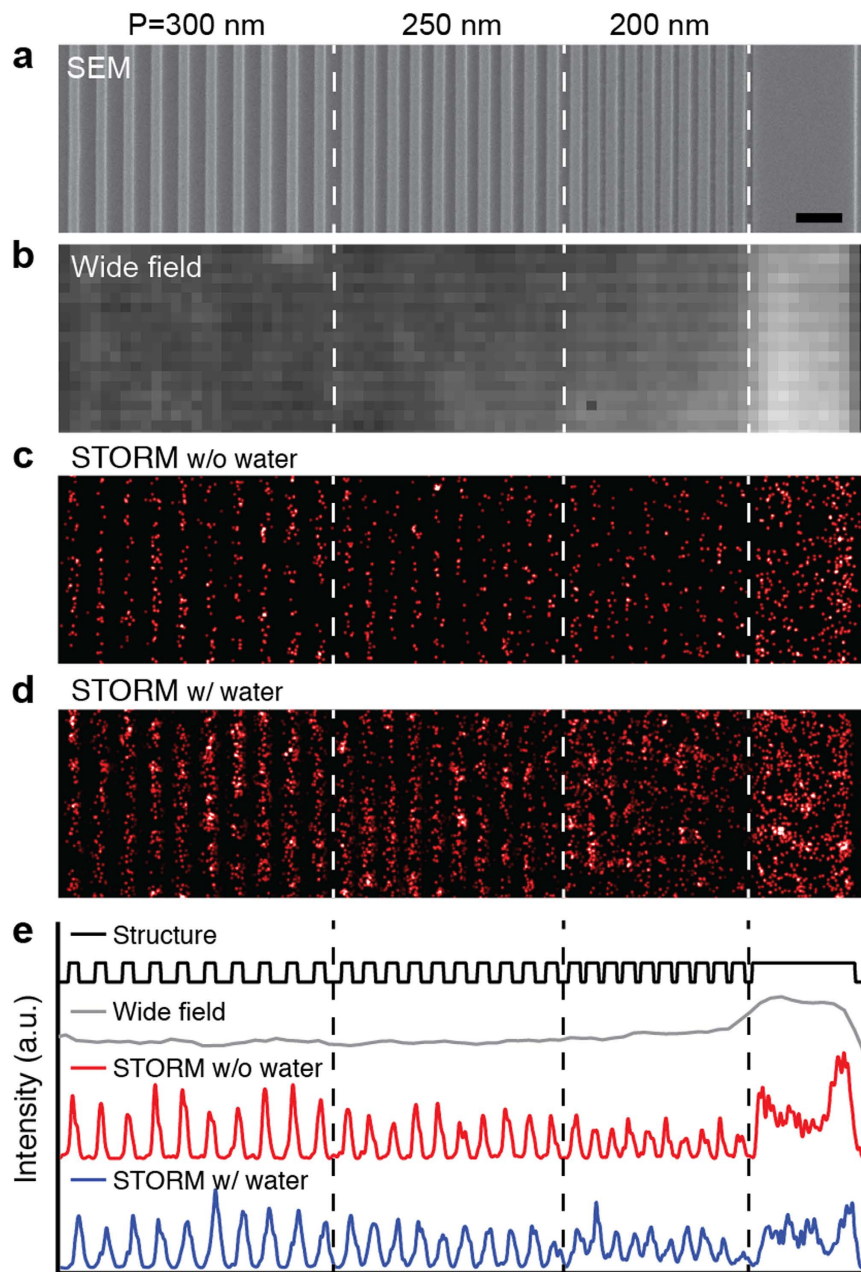 P=300 nm 250 nm 200 nm
a
SEM
b
Wide field
c
STORM w/o water
d
STORM w/ water
e
Structure
Wide field
STORM w/o water
STORM w/ water
Intensity (a.u.)